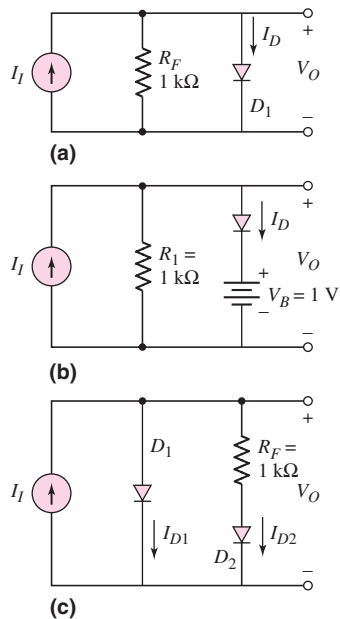 I_I
R_F
1 kΩ
I_D
D_1
+
V_O
–
(a)
I_I
R_1 =
1 kΩ
I_D
+
V_B = 1 V
–
+
V_O
–
(b)
I_I
D_1
I_D1
R_F =
1 kΩ
D_2
I_D2
+
V_O
–
(c)